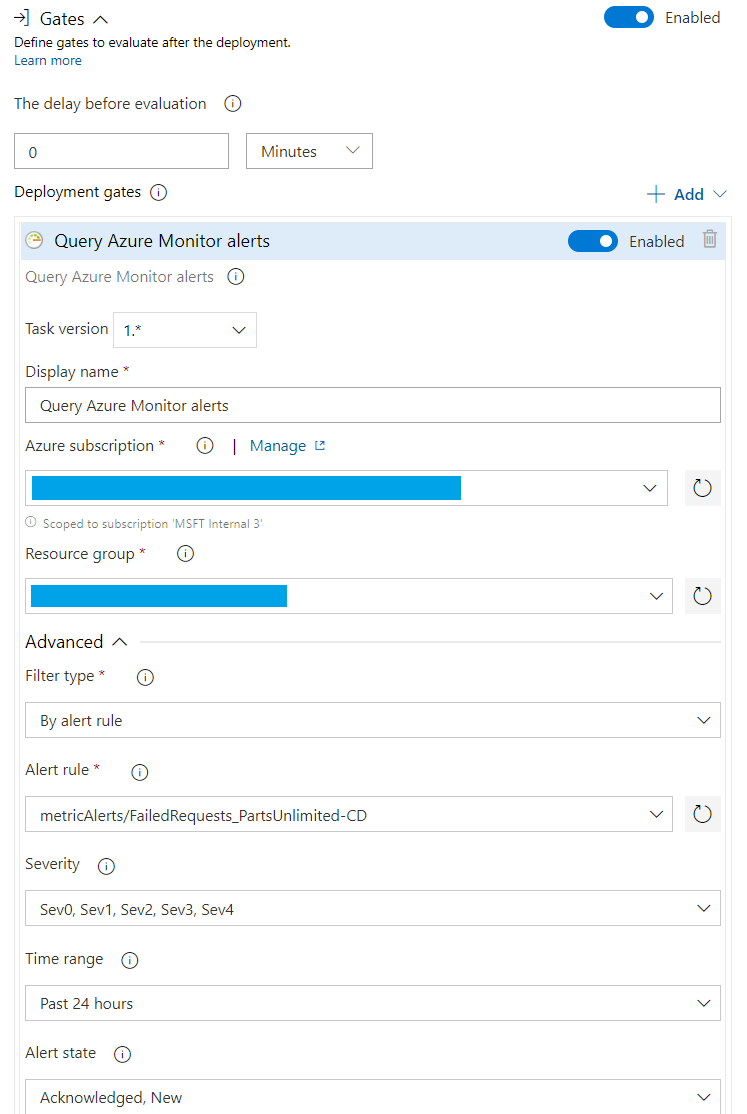 Gates Enabled
Define gates to evaluate after the deployment.
Learn more
The delay before evaluation
0 Minutes
Deployment gates Add
Query Azure Monitor alerts Enabled
Query Azure Monitor alerts
Task version 1.*
Display name *
Query Azure Monitor alerts
Azure subscription * | Manage
Scoped to subscription 'MSFT Internal 3'
Resource group *
Advanced
Filter type *
By alert rule
Alert rule *
metricAlerts/FailedRequests_PartsUnlimited-CD
Severity
Sev0, Sev1, Sev2, Sev3, Sev4
Time range
Past 24 hours
Alert state
Acknowledged, New